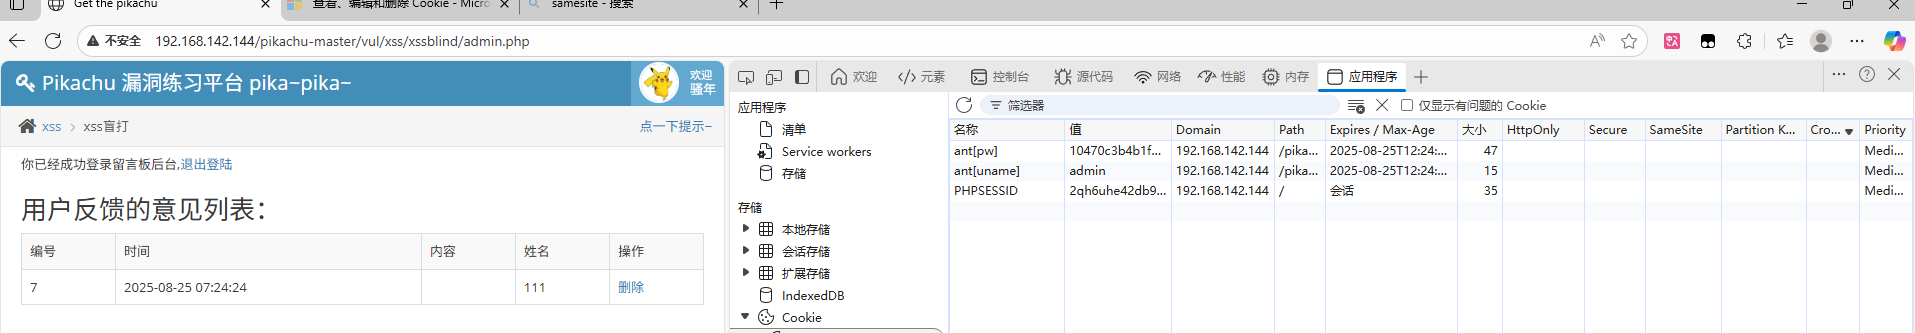 Get the pikachu
查看、编辑和删除 Cookie - Micro
samesite - 搜索
不安全 192.168.142.144/pikachu-master/vul/xss/xssblind/admin.php
Pikachu 漏洞练习平台 pika~pika~
欢迎
骚年
xss > xss盲打
点一下提示~
你已经成功登录留言板后台,退出登陆
用户反馈的意见列表：
编号 时间 内容 姓名 操作
7 2025-08-25 07:24:24 111 删除
欢迎 元素 控制台 源代码 网络 性能 内存 应用程序
应用程序
清单
Service workers
存储
存储
本地存储
会话存储
扩展存储
IndexedDB
Cookie
筛选器 仅显示有问题的 Cookie
名称 值 Domain Path Expires / Max-Age 大小 HttpOnly Secure SameSite Partition K... Cro... Priority
ant[pw] 10470c3b4b1f... 192.168.142.144 /pika... 2025-08-25T12:24:... 47 Medi...
ant[uname] admin 192.168.142.144 /pika... 2025-08-25T12:24:... 15 Medi...
PHPSESSID 2qh6uhe42db9... 192.168.142.144 / 会话 35 Medi...